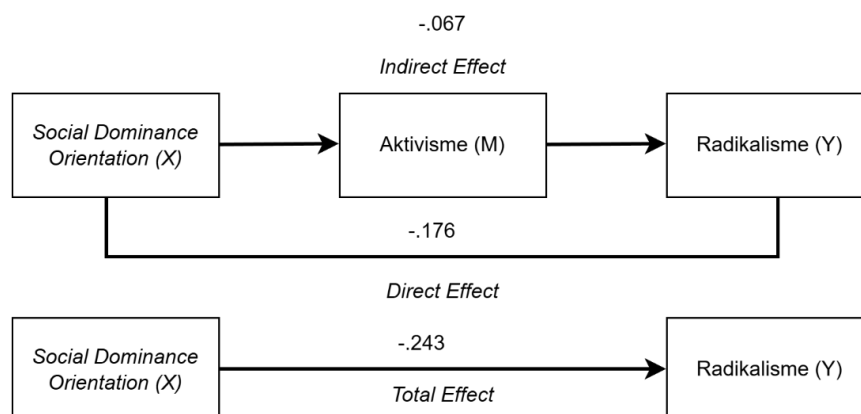 -.067
Indirect Effect
Social Dominance
Orientation (X)
Aktivisme (M)
Radikalisme (Y)
-.176
Direct Effect
Social Dominance
Orientation (X)
-.243
Total Effect
Radikalisme (Y)